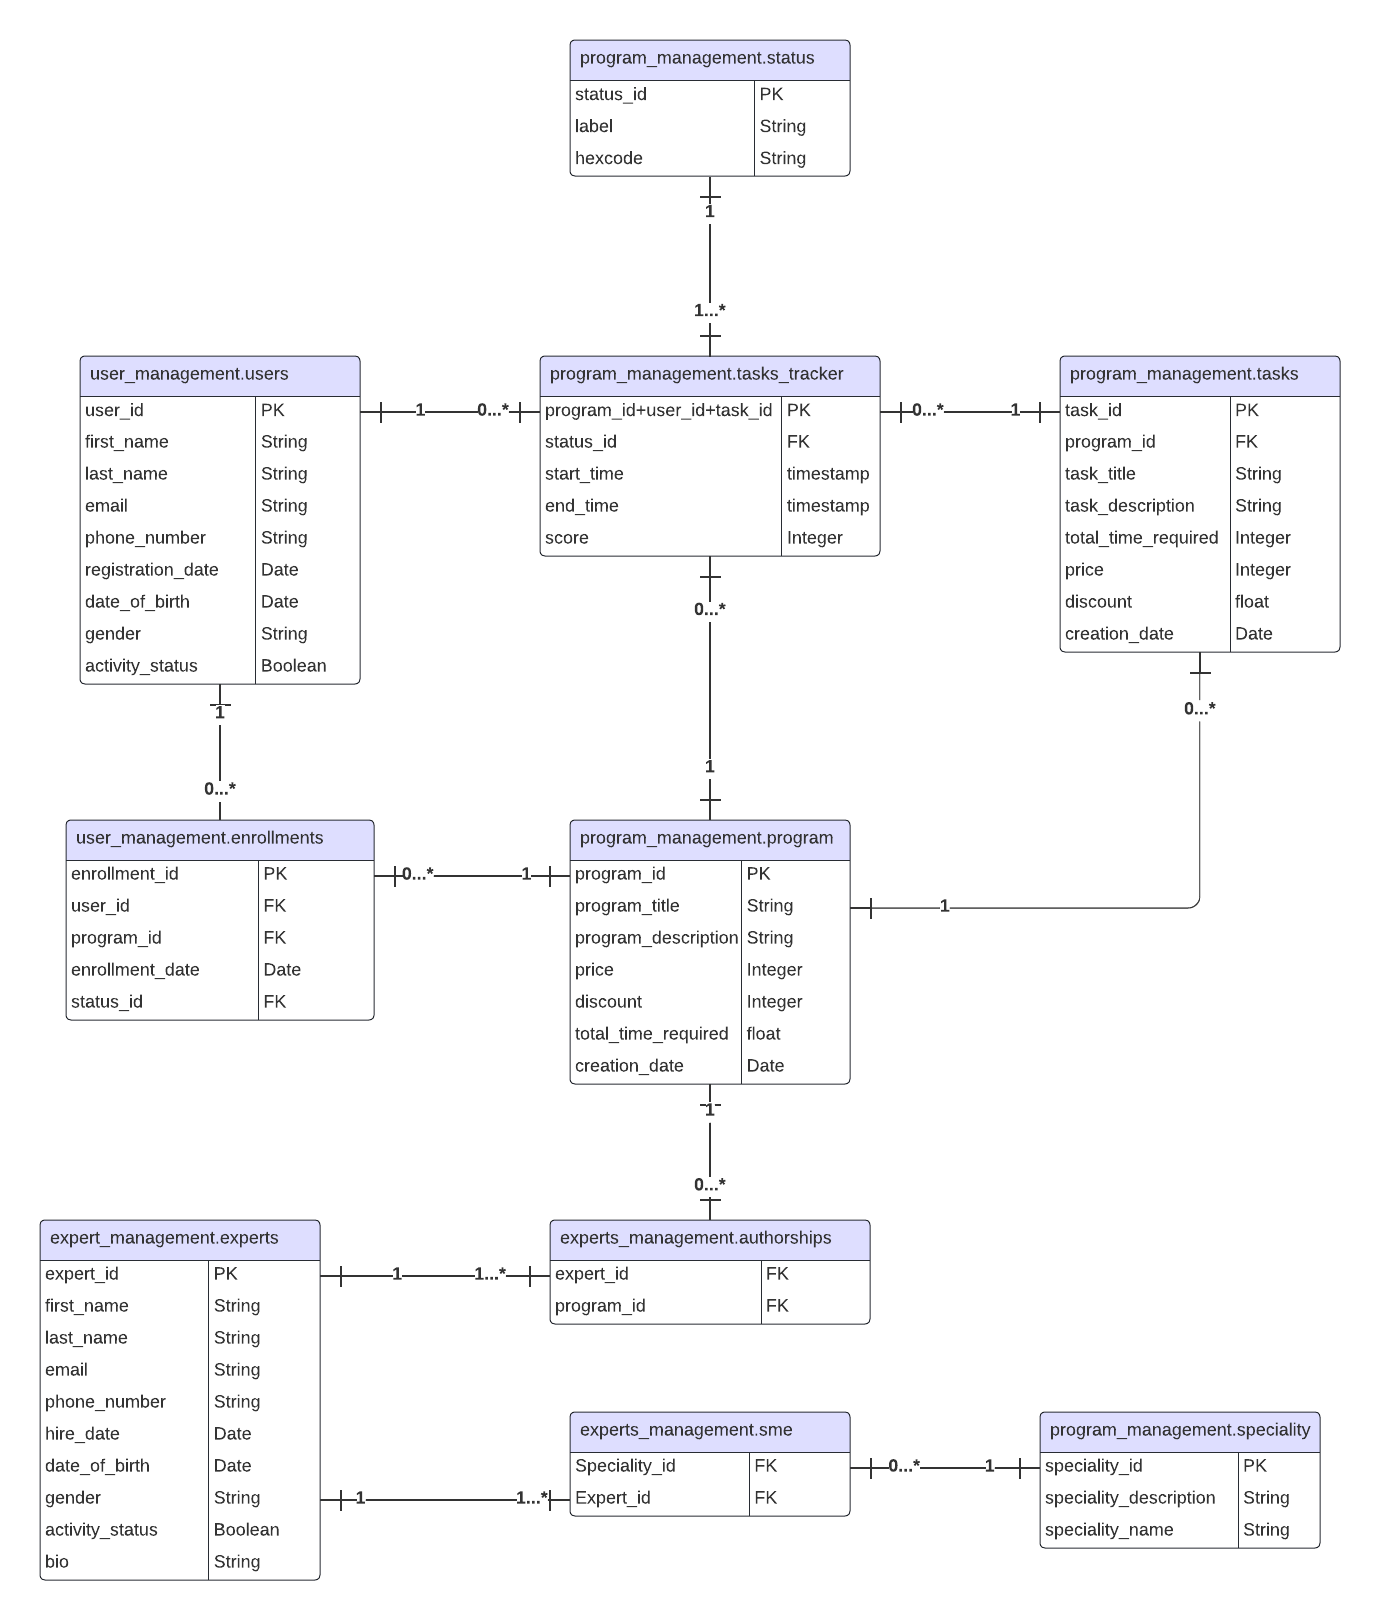 program_management.status
status_id PK
label String
hexcode String
1
1...*
user_management.users
user_id PK
first_name String
last_name String
email String
phone_number String
registration_date Date
date_of_birth Date
gender String
activity_status Boolean
1
0...*
program_management.tasks_tracker
program_id+user_id+task_id PK
status_id FK
start_time timestamp
end_time timestamp
score Integer
0...*
1
program_management.tasks
task_id PK
program_id FK
task_title String
task_description String
total_time_required Integer
price Integer
discount float
creation_date Date
1
0...*
0...*
1
0...*
1
user_management.enrollments
enrollment_id PK
user_id FK
program_id FK
enrollment_date Date
status_id FK
0...*
1
program_management.program
program_id PK
program_title String
program_description String
price Integer
discount Integer
total_time_required float
creation_date Date
1
0...*
expert_management.experts
expert_id PK
first_name String
last_name String
email String
phone_number String
hire_date Date
date_of_birth Date
gender String
activity_status Boolean
bio String
1
1...*
experts_management.authorships
expert_id FK
program_id FK
1
1...*
experts_management.sme
Speciality_id FK
Expert_id FK
0...*
1
program_management.speciality
speciality_id PK
speciality_description String
speciality_name String